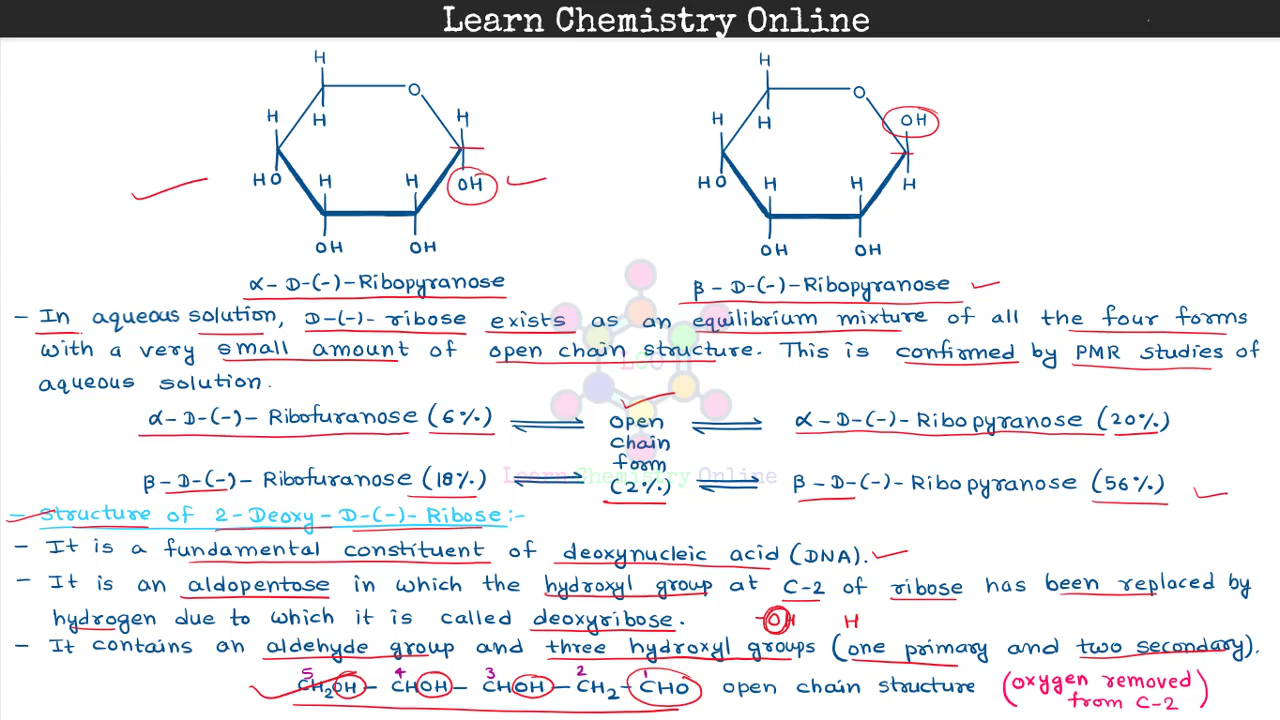 Learn Chemistry Online
H H
O O
H H H OH
H H
H H
HO H H OH HO H H H
OH OH OH OH
α- D-(-)-Ribopyranose β - D-(-)-Ribopyranose
- In aqueous solution, D-(-)- ribose exists as an equilibrium mixture of all the four forms
with a very small amount of open chain structure. This is confirmed by PMR studies of
aqueous solution.
α- D-(-)- Ribofuranose (6%) open α- D-(-)- Ribopyranose (20%)
chain
form
β- D-(-)- Ribofuranose (18%) (2%) β- D-(-)- Ribopyranose (56%)
LCO
Learn Chemistry Online
- Structure of 2-Deoxy-D-(-)-Ribose:-
- It is a fundamental constituent of deoxynucleic acid (DNA).
- It is an aldopentose in which the hydroxyl group at C-2 of ribose has been replaced by
hydrogen due to which it is called deoxyribose. -OH H
- It contains an aldehyde group and three hydroxyl groups (one primary and two secondary).
5 4 3 2 1
CH₂OH - CHOH - CHOH - CH₂ - CHO open chain structure (oxygen removed
from C-2)